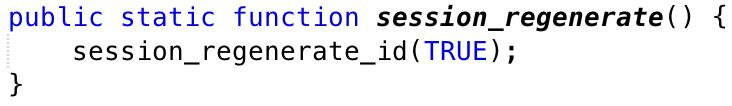 public static function session_regenerate() {
    session_regenerate_id(TRUE);
}